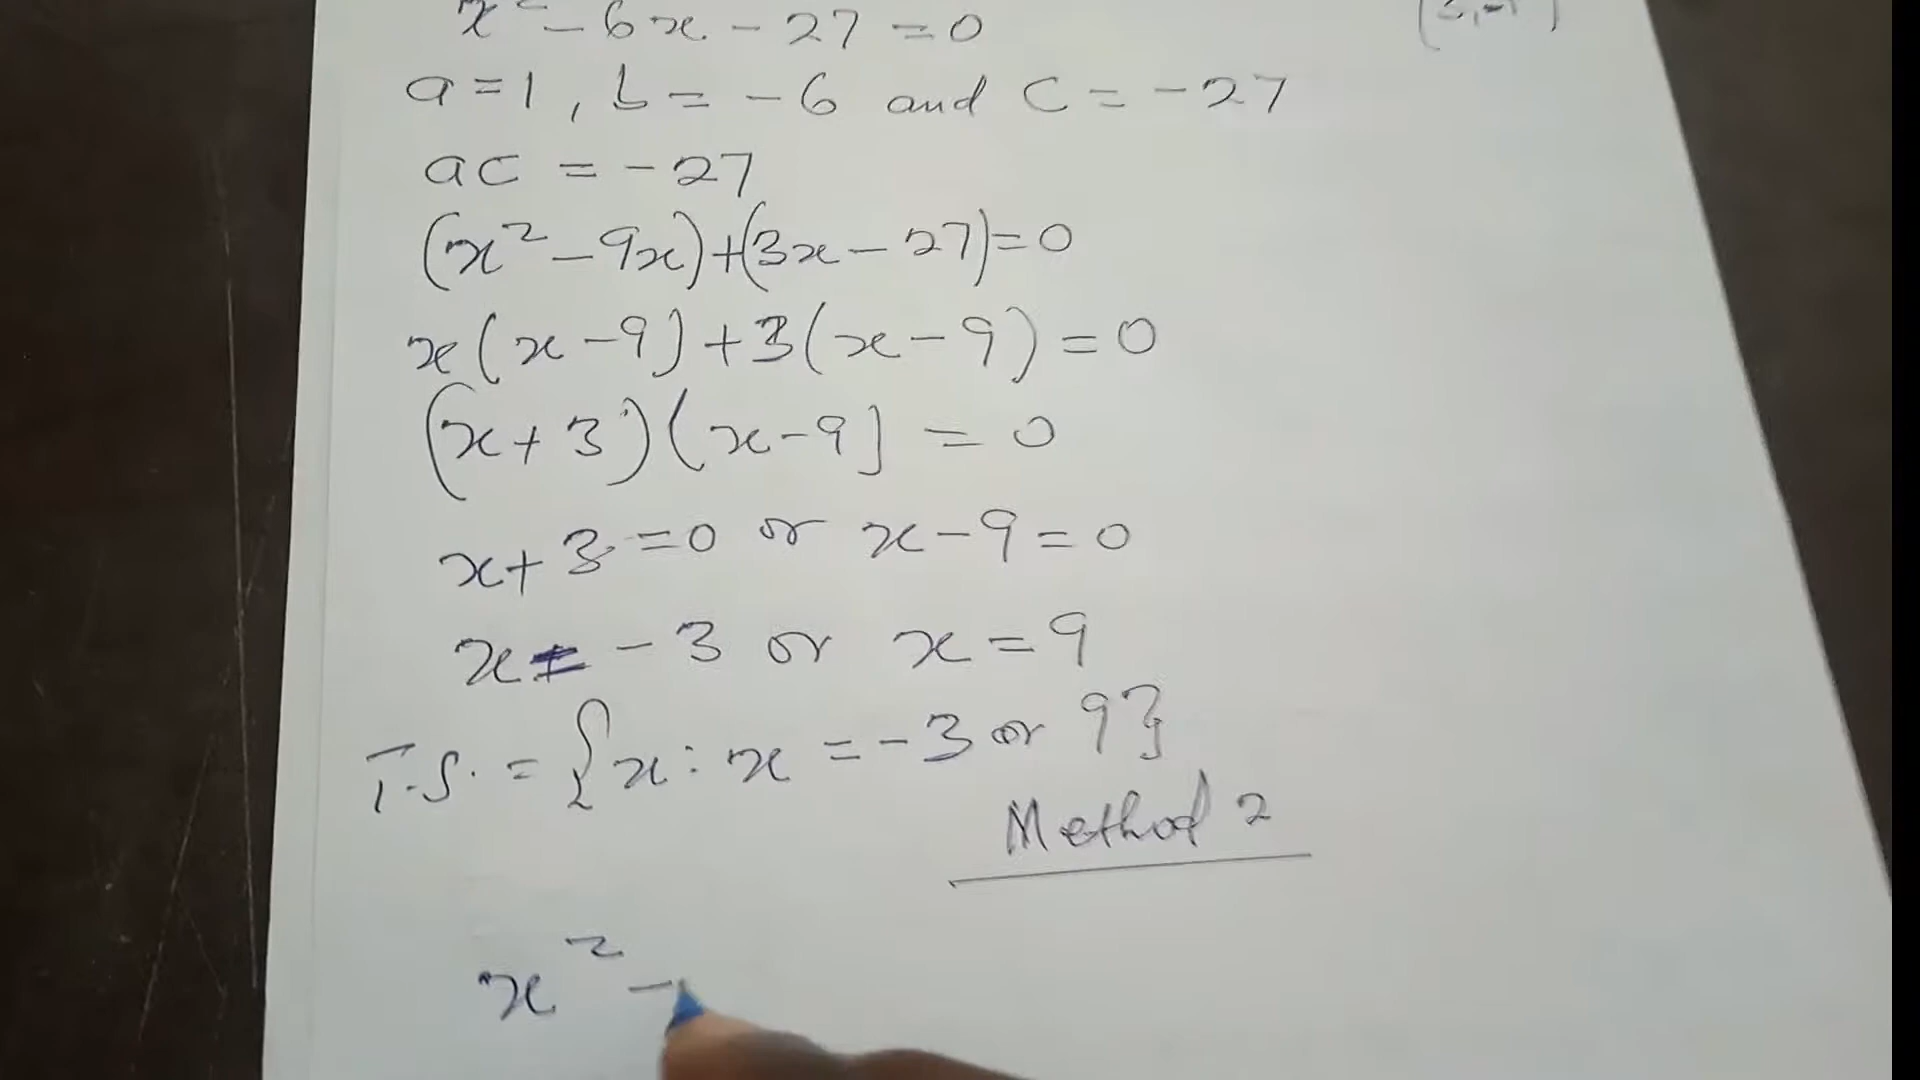 x² - 6x - 27 = 0
a = 1, b = - 6 and c = - 27
ac = - 27
(x² - 9x) + (3x - 27) = 0
x(x - 9) + 3(x - 9) = 0
(x + 3)(x - 9) = 0
x + 3 = 0 or x - 9 = 0
x = - 3 or x = 9
T.S. = {x : x = - 3 or 9}
Method 2
x² -